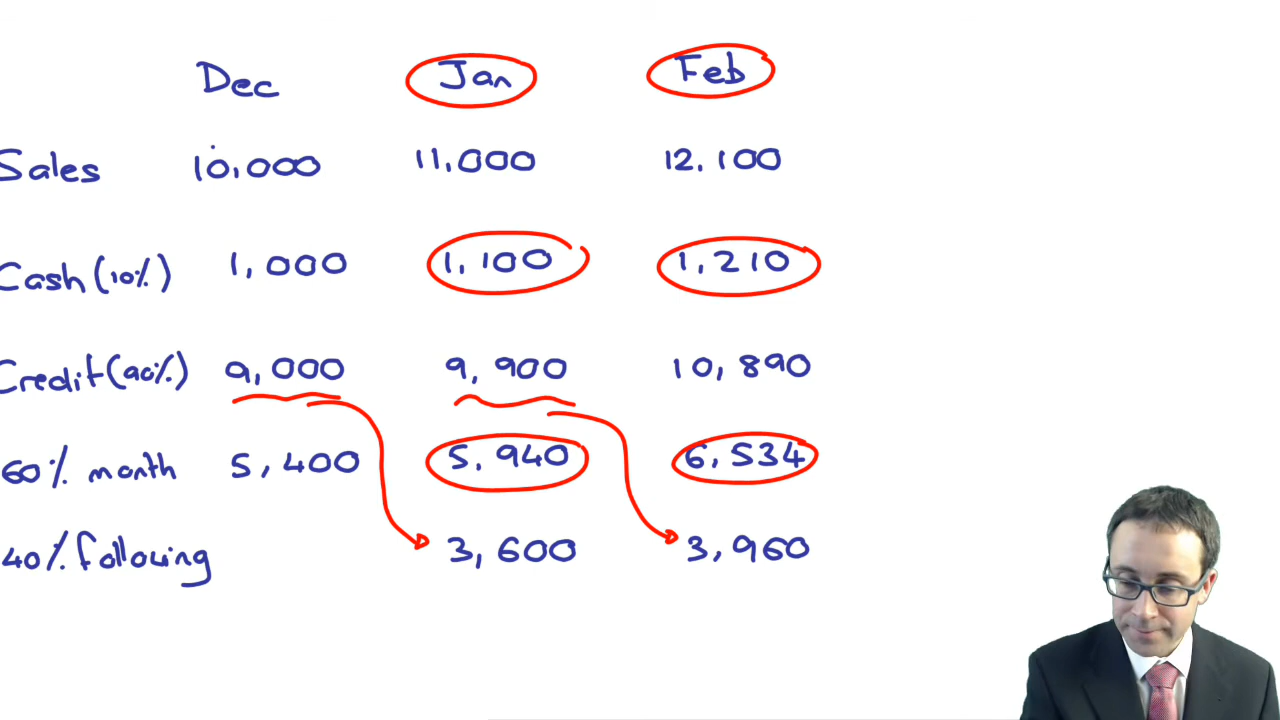 Dec Jan Feb
Sales 10,000 11,000 12,100
Cash (10%) 1,000 1,100 1,210
Credit (90%) 9,000 9,900 10,890
60% month 5,400 5,940 6,534
40% following 3,600 3,960